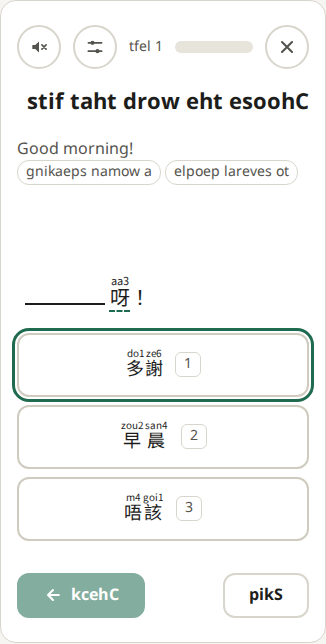 tfel 1
stif taht drow eht esoohC
Good morning!
gnikaeps namow a
elpoep lareves ot
aa3
呀！
do1 ze6
多謝 1
zou2 san4
早晨 2
m4 goi1
唔該 3
kcehC
pikS